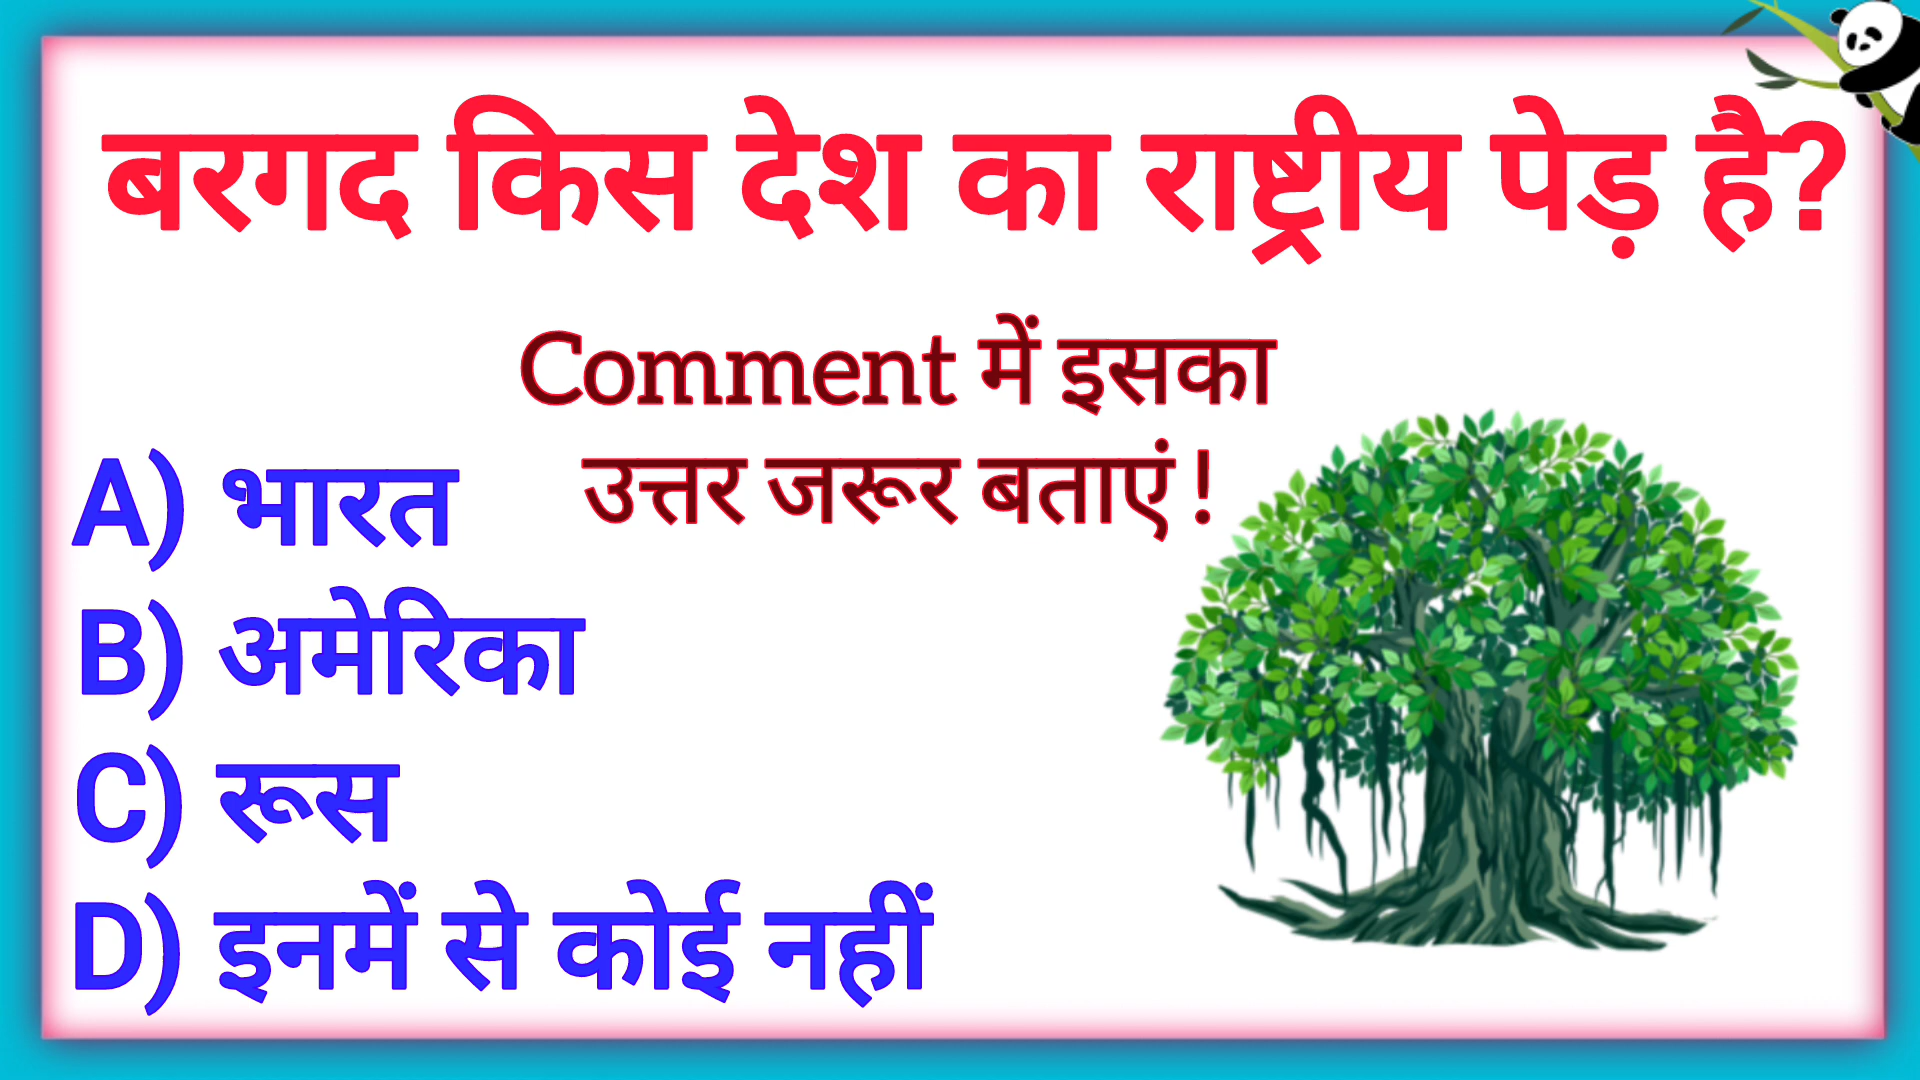 बरगद किस देश का राष्ट्रीय पेड़ है?
Comment में इसका
उत्तर जरूर बताएं !
A) भारत
B) अमेरिका
C) रूस
D) इनमें से कोई नहीं